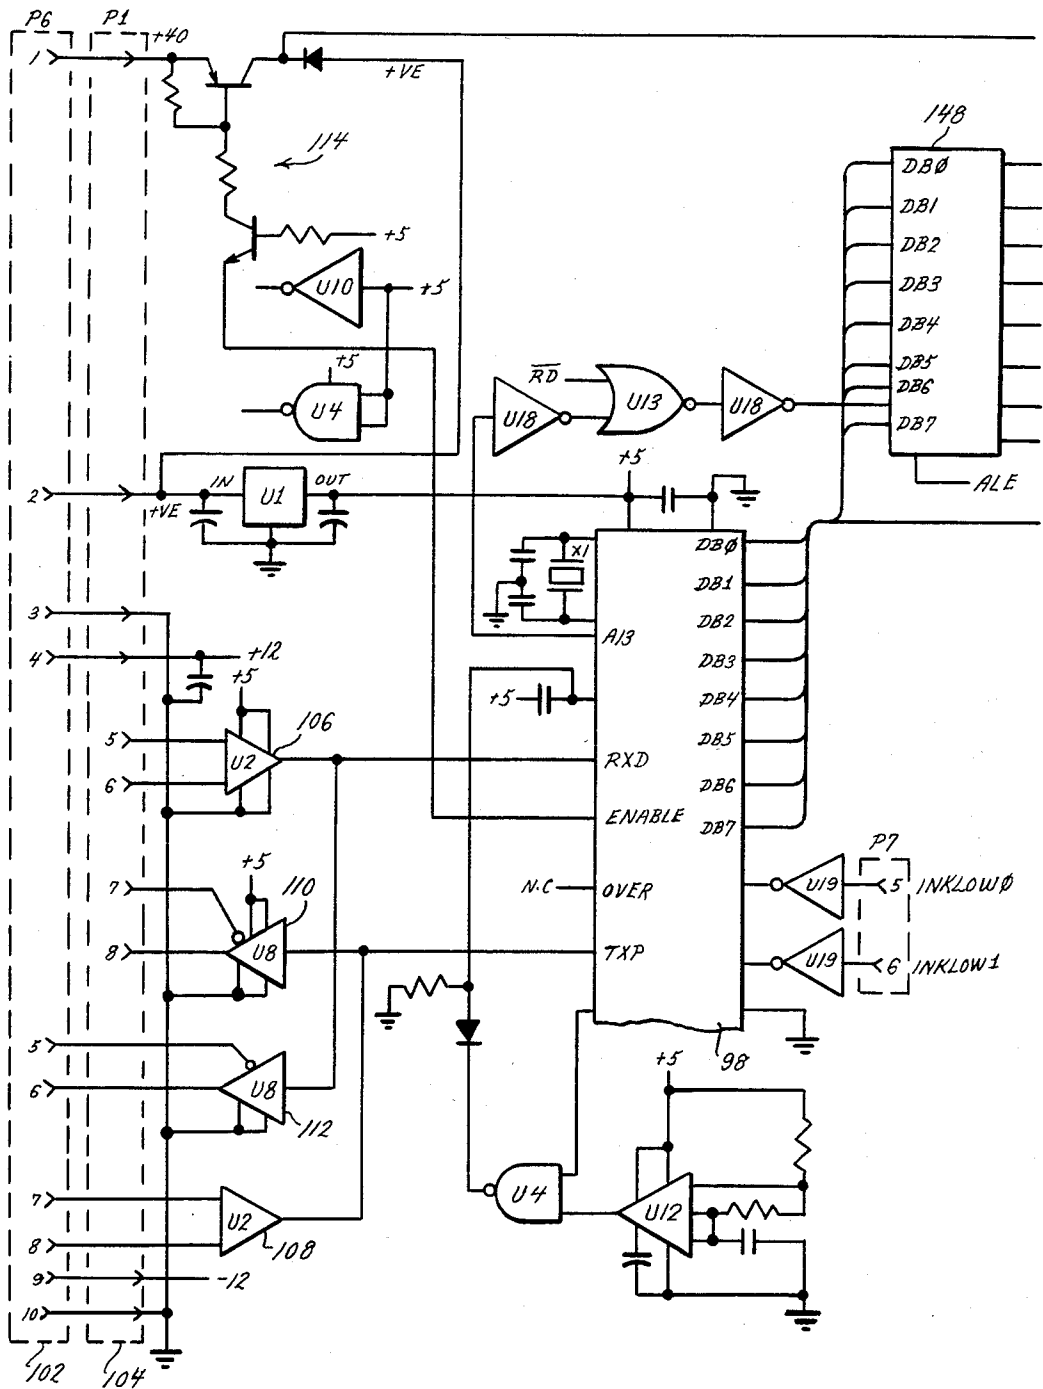 P6 P1
1 +40
+VE
114
148
DBØ
DB1
DB2
DB3
DB4
DB5
DB6
DB7
ALE
+5
U10 +5
+5
U4
RD
U18 U13 U18
2 IN U1 OUT +5
+VE
X1
A13
DBØ
DB1
DB2
DB3
DB4
DB5
DB6
DB7
3
4 +12
+5
106
5
U2
6
+5
RXD
ENABLE
N.C OVER
TXP
P7
U19 5 INKLOWØ
U19 6 INKLOW1
7 +5 110
8 U8
98
5
6 U8
112
+5
7
U2
8 108
U4 U12
9 -12
10
102 104